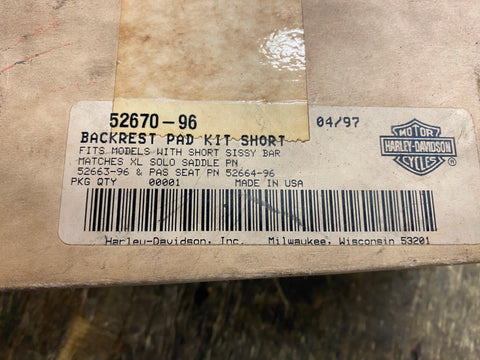 52670-96 04/97
BACKREST PAD KIT SHORT
FITS MODELS WITH SHORT SISSY BAR
MATCHES XL SOLO SADDLE PN
52663-96 & PAS SEAT PN 52664-96
PKG QTY 00001 MADE IN USA
MOTOR
HARLEY-DAVIDSON
CYCLES
®
Harley-Davidson, Inc. Milwaukee, Wisconsin 53201